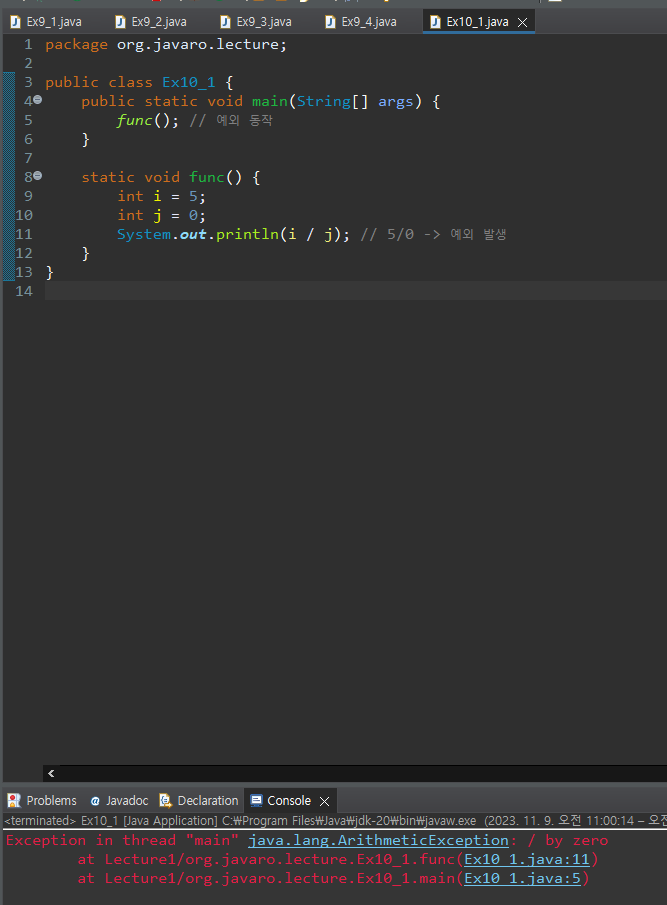 Ex9_1.java Ex9_2.java Ex9_3.java Ex9_4.java Ex10_1.java
1 package org.javaro.lecture;
2
3 public class Ex10_1 {
4 public static void main(String[] args) {
5 func(); // 예외 동작
6 }
7
8 static void func() {
9 int i = 5;
10 int j = 0;
11 System.out.println(i / j); // 5/0 -> 예외 발생
12 }
13 }
14
Problems Javadoc Declaration Console
<terminated> Ex10_1 [Java Application] C:₩Program Files₩Java₩jdk-20₩bin₩javaw.exe (2023. 11. 9. 오전 11:00:14 – 오전
Exception in thread "main" java.lang.ArithmeticException: / by zero
at Lecture1/org.javaro.lecture.Ex10_1.func(Ex10_1.java:11)
at Lecture1/org.javaro.lecture.Ex10_1.main(Ex10_1.java:5)